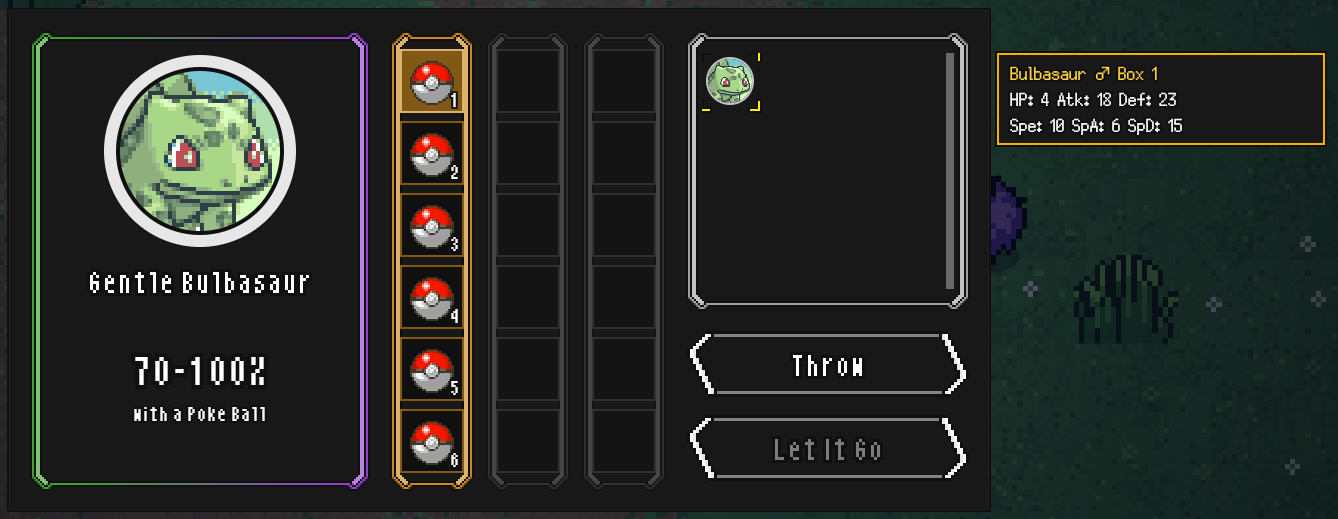 Gentle Bulbasaur
70-100%
with a Poke Ball
1
2
3
4
5
6
Throw
Let It Go
Bulbasaur ♂ Box 1
HP: 4 Atk: 18 Def: 23
Spe: 10 SpA: 6 SpD: 15